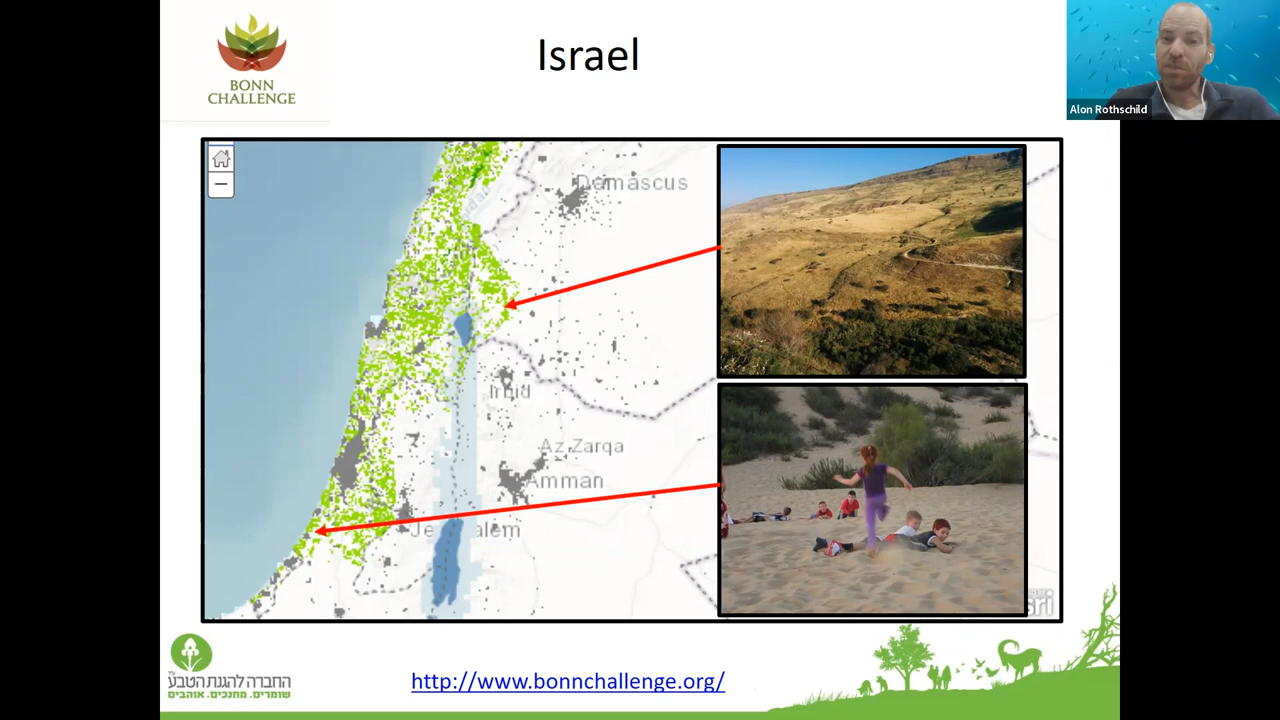 BONN
CHALLENGE
Israel
Alon Rothschild
Damascus
Irbid
Az Zarqa
Amman
החברה להגנת הטבע
שומרים. מחנכים. אוהבים.
http://www.bonnchallenge.org/